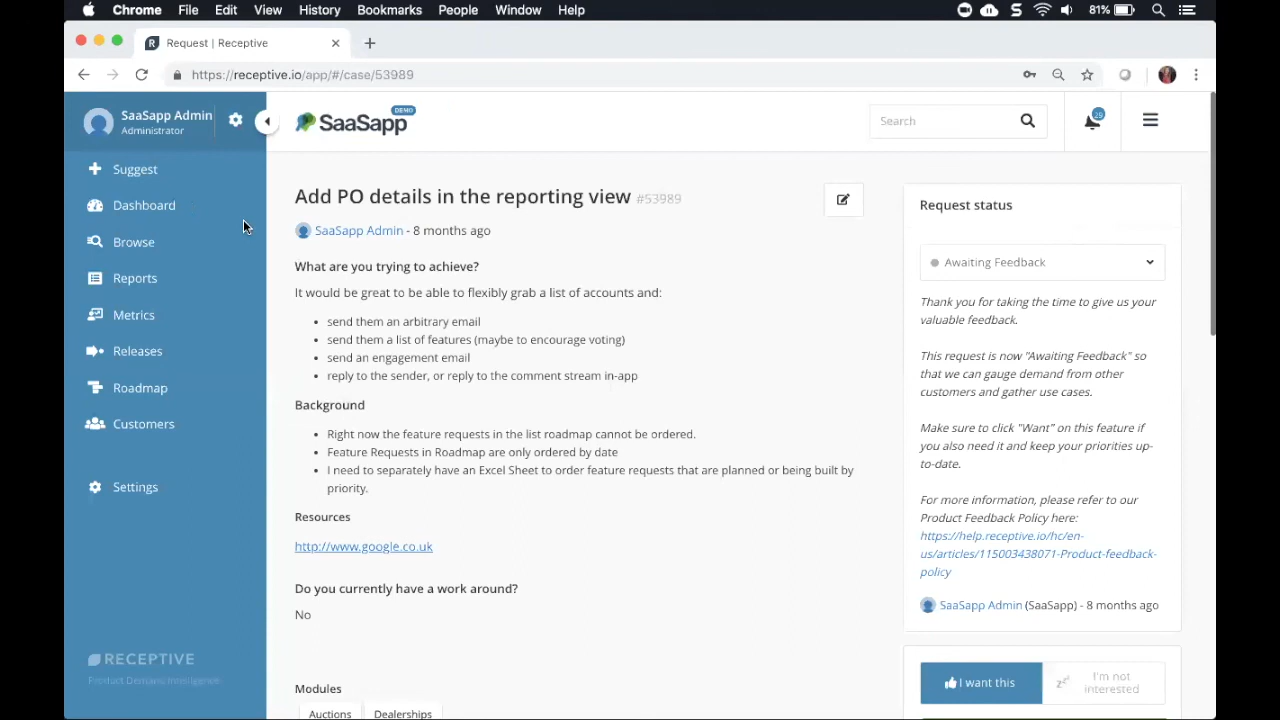 Chrome File Edit View History Bookmarks People Window Help 81%
Request | Receptive
https://receptive.io/app/#/case/53989
SaaSapp Admin
Administrator
Suggest
Dashboard
Browse
Reports
Metrics
Releases
Roadmap
Customers
Settings
RECEPTIVE
Product Demand Intelligence
SaaSapp DEMO
Search
29
Add PO details in the reporting view #53989
SaaSapp Admin - 8 months ago
What are you trying to achieve?
It would be great to be able to flexibly grab a list of accounts and:
• send them an arbitrary email
• send them a list of features (maybe to encourage voting)
• send an engagement email
• reply to the sender, or reply to the comment stream in-app
Background
• Right now the feature requests in the list roadmap cannot be ordered.
• Feature Requests in Roadmap are only ordered by date
• I need to separately have an Excel Sheet to order feature requests that are planned or being built by
priority.
Resources
http://www.google.co.uk
Do you currently have a work around?
No
Modules
Auctions Dealerships
Request status
Awaiting Feedback
Thank you for taking the time to give us your
valuable feedback.
This request is now "Awaiting Feedback" so
that we can gauge demand from other
customers and gather use cases.
Make sure to click "Want" on this feature if
you also need it and keep your priorities up-
to-date.
For more information, please refer to our
Product Feedback Policy here:
https://help.receptive.io/hc/en-
us/articles/115003438071-Product-feedback-
policy
SaaSapp Admin (SaaSapp) - 8 months ago
I want this
I'm not
interested